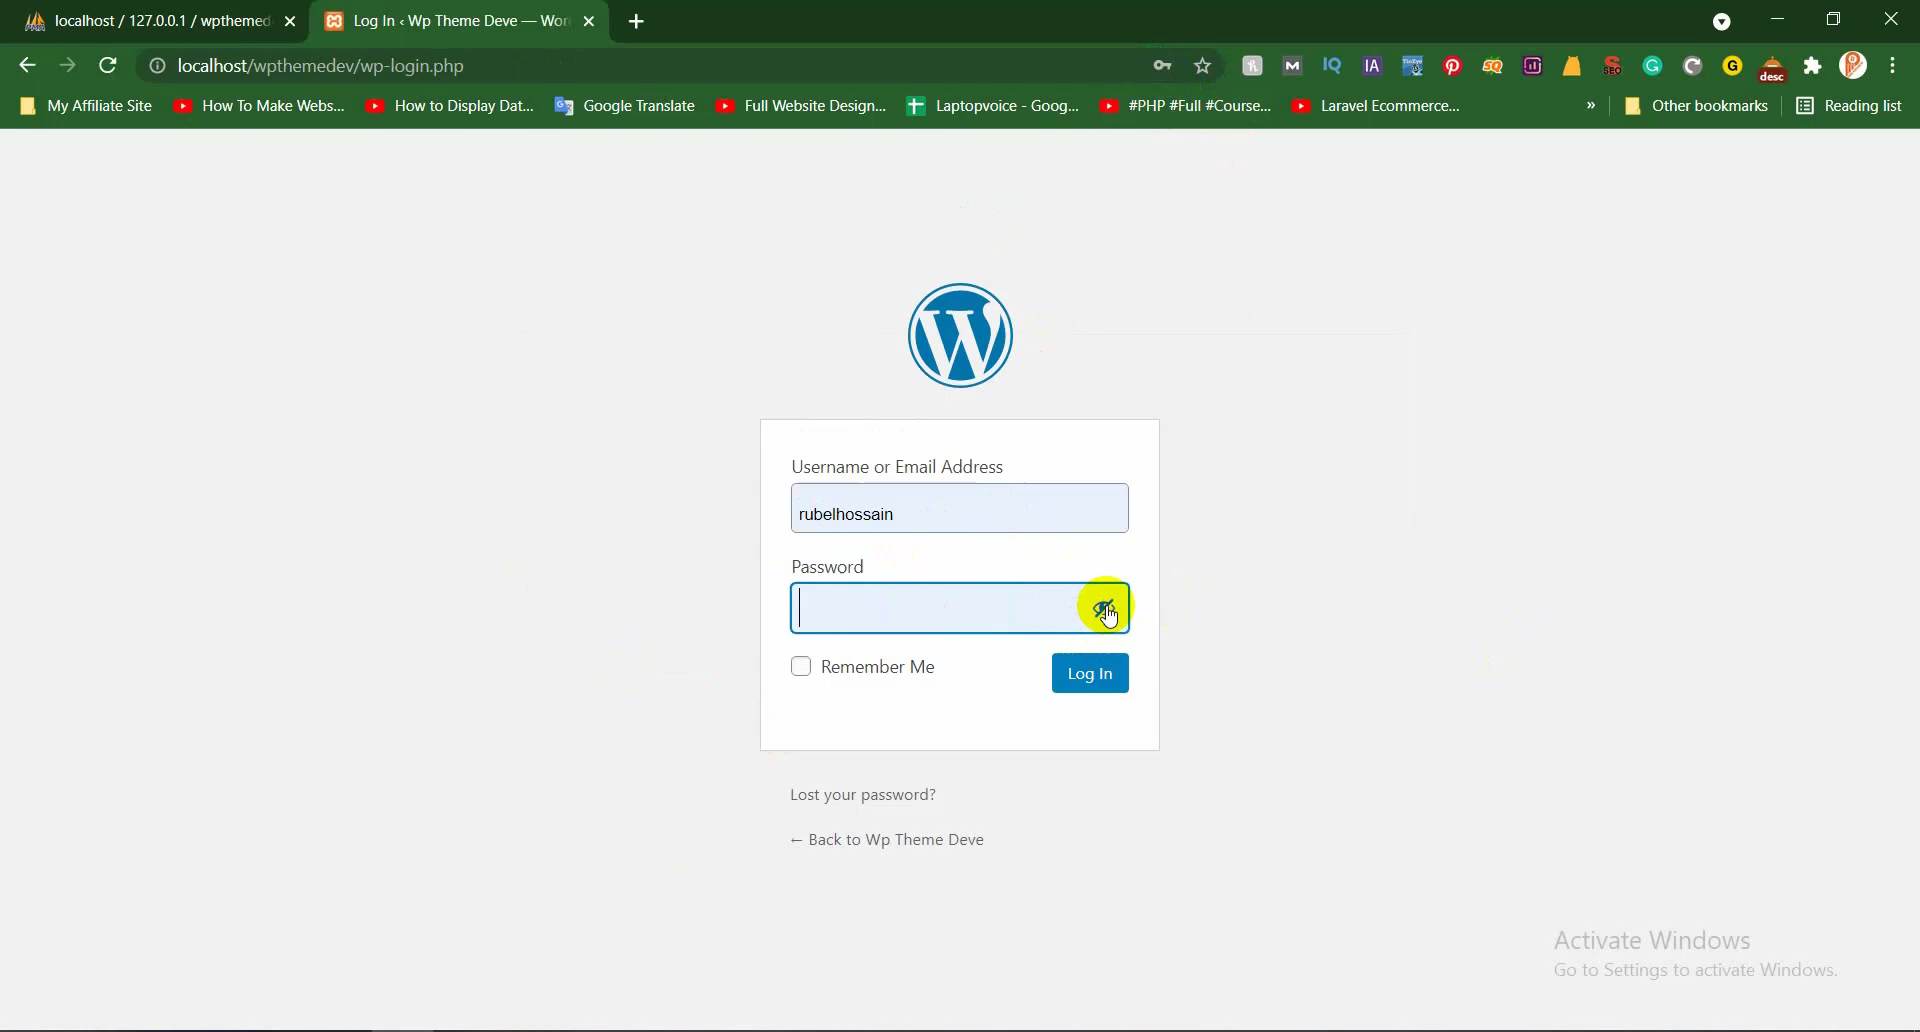 localhost / 127.0.0.1 / wpthemed
Log In ‹ Wp Theme Deve — Wor
localhost/wpthemedev/wp-login.php
My Affiliate Site
How To Make Webs...
How to Display Dat...
Google Translate
Full Website Design...
Laptopvoice - Goog...
#PHP #Full #Course...
Laravel Ecommerce...
»
Other bookmarks
Reading list
Username or Email Address
rubelhossain
Password
Remember Me
Log In
Lost your password?
← Back to Wp Theme Deve
Activate Windows
Go to Settings to activate Windows.